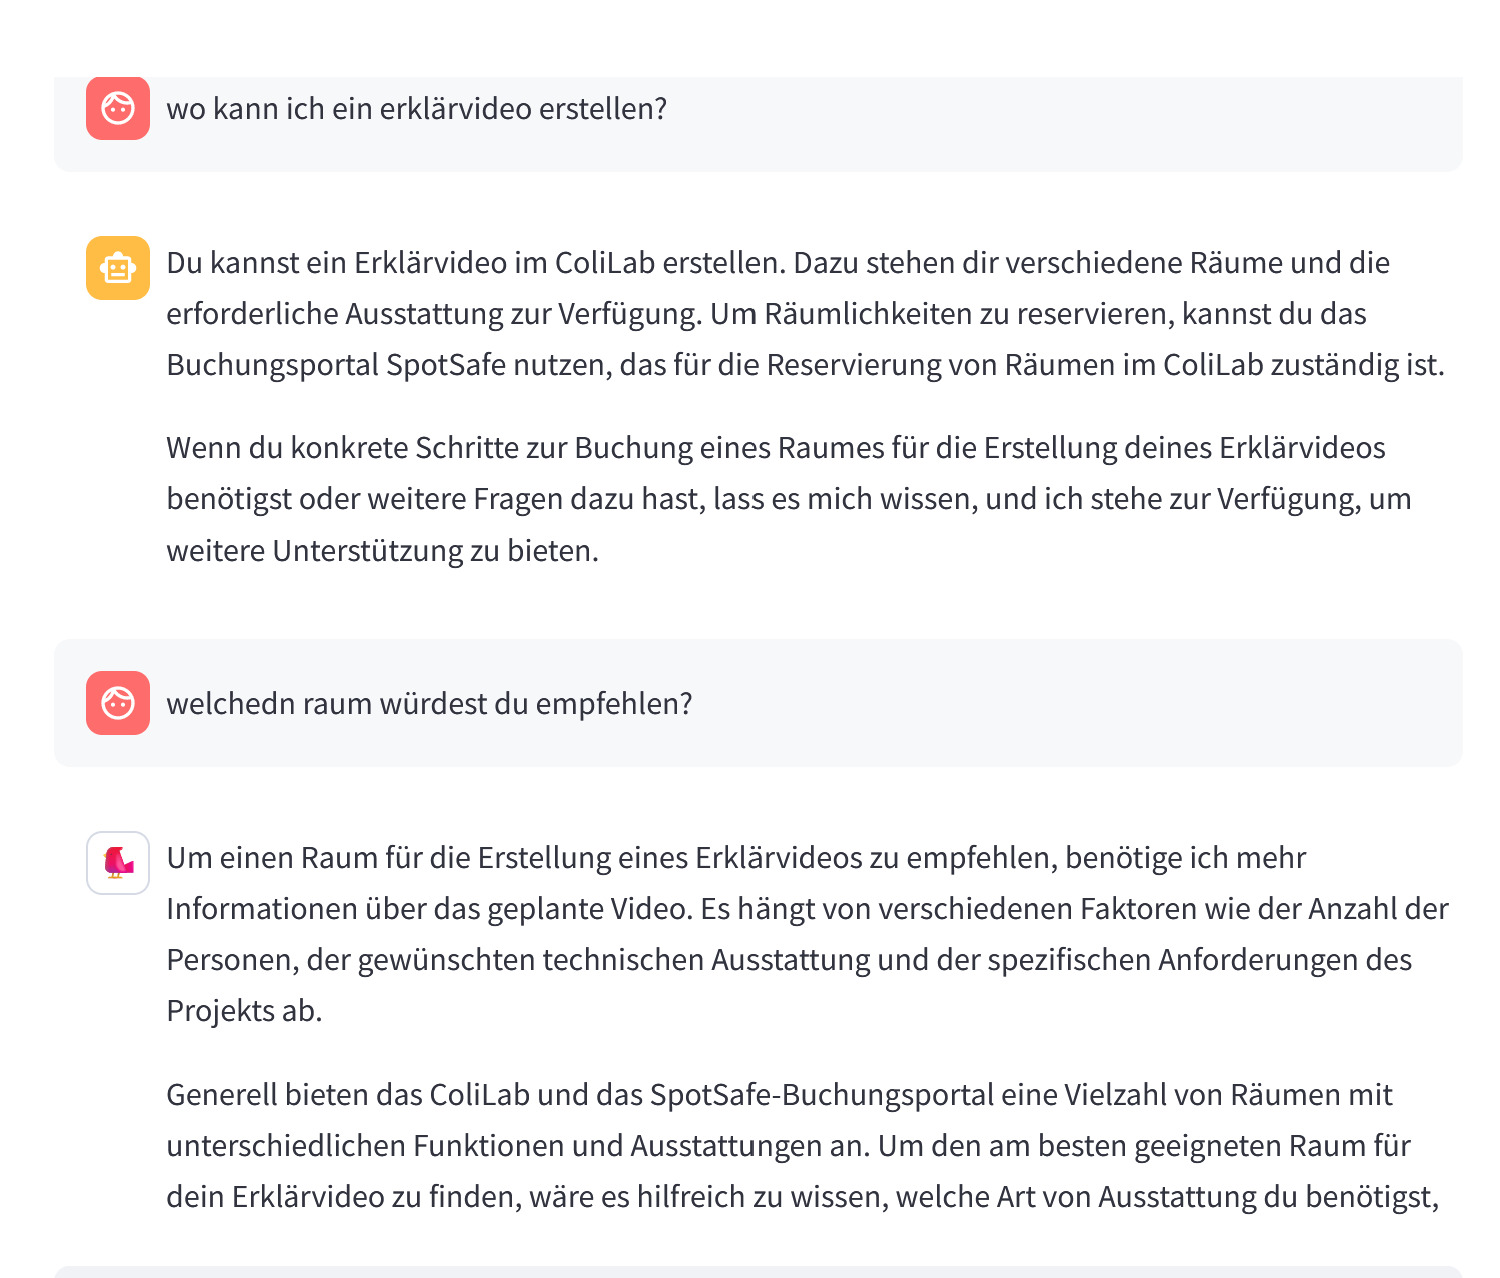 wo kann ich ein erklärvideo erstellen?
Du kannst ein Erklärvideo im ColiLab erstellen. Dazu stehen dir verschiedene Räume und die
erforderliche Ausstattung zur Verfügung. Um Räumlichkeiten zu reservieren, kannst du das
Buchungsportal SpotSafe nutzen, das für die Reservierung von Räumen im ColiLab zuständig ist.
Wenn du konkrete Schritte zur Buchung eines Raumes für die Erstellung deines Erklärvideos
benötigst oder weitere Fragen dazu hast, lass es mich wissen, und ich stehe zur Verfügung, um
weitere Unterstützung zu bieten.
welchedn raum würdest du empfehlen?
Um einen Raum für die Erstellung eines Erklärvideos zu empfehlen, benötige ich mehr
Informationen über das geplante Video. Es hängt von verschiedenen Faktoren wie der Anzahl der
Personen, der gewünschten technischen Ausstattung und der spezifischen Anforderungen des
Projekts ab.
Generell bieten das ColiLab und das SpotSafe-Buchungsportal eine Vielzahl von Räumen mit
unterschiedlichen Funktionen und Ausstattungen an. Um den am besten geeigneten Raum für
dein Erklärvideo zu finden, wäre es hilfreich zu wissen, welche Art von Ausstattung du benötigst,